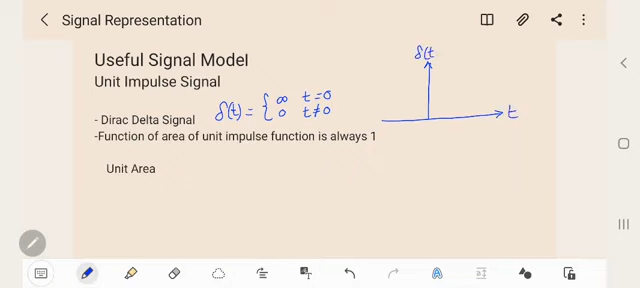 Signal Representation
Useful Signal Model
Unit Impulse Signal
- Dirac Delta Signal δ(t) = { ∞ t=0
0 t≠0
-Function of area of unit impulse function is always 1
Unit Area
δ(t
t